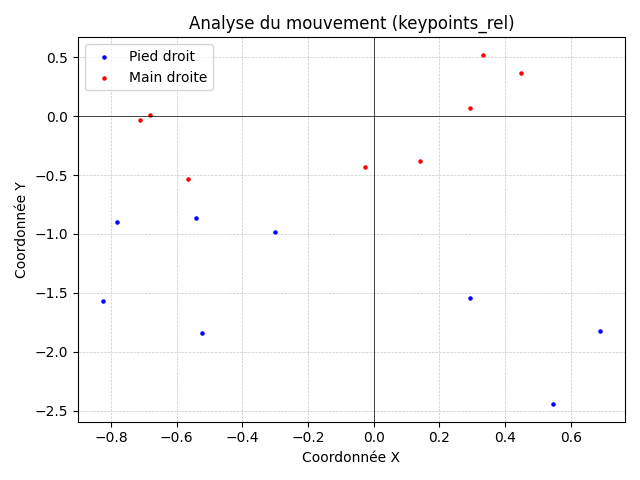 Analyse du mouvement (keypoints_rel)
Pied droit
Main droite
0.5
0.0
−0.5
−1.0
−1.5
−2.0
−2.5
Coordonnée Y
−0.8 −0.6 −0.4 −0.2 0.0 0.2 0.4 0.6
Coordonnée X